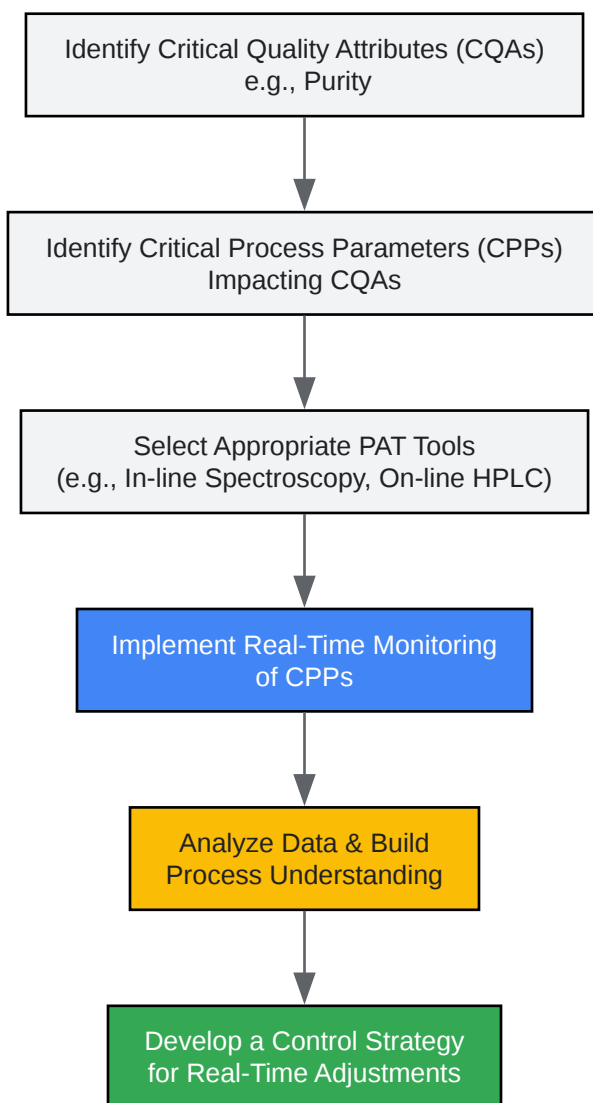 Identify Critical Quality Attributes (CQAs)
e.g., Purity
Identify Critical Process Parameters (CPPs)
Impacting CQAs
Select Appropriate PAT Tools
(e.g., In-line Spectroscopy, On-line HPLC)
Implement Real-Time Monitoring
of CPPs
Analyze Data & Build
Process Understanding
Develop a Control Strategy
for Real-Time Adjustments